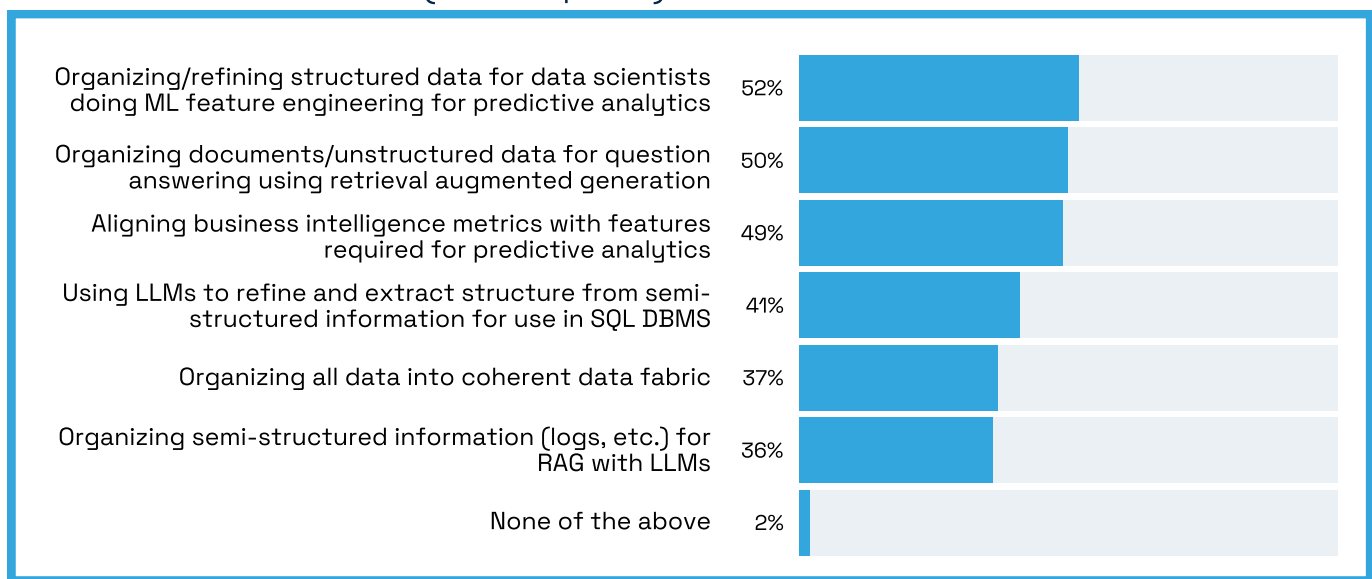 Organizing/refining structured data for data scientists
doing ML feature engineering for predictive analytics
52%
Organizing documents/unstructured data for question
answering using retrieval augmented generation
50%
Aligning business intelligence metrics with features
required for predictive analytics
49%
Using LLMs to refine and extract structure from semi-
structured information for use in SQL DBMS
41%
Organizing all data into coherent data fabric
37%
Organizing semi-structured information (logs, etc.) for
RAG with LLMs
36%
None of the above
2%